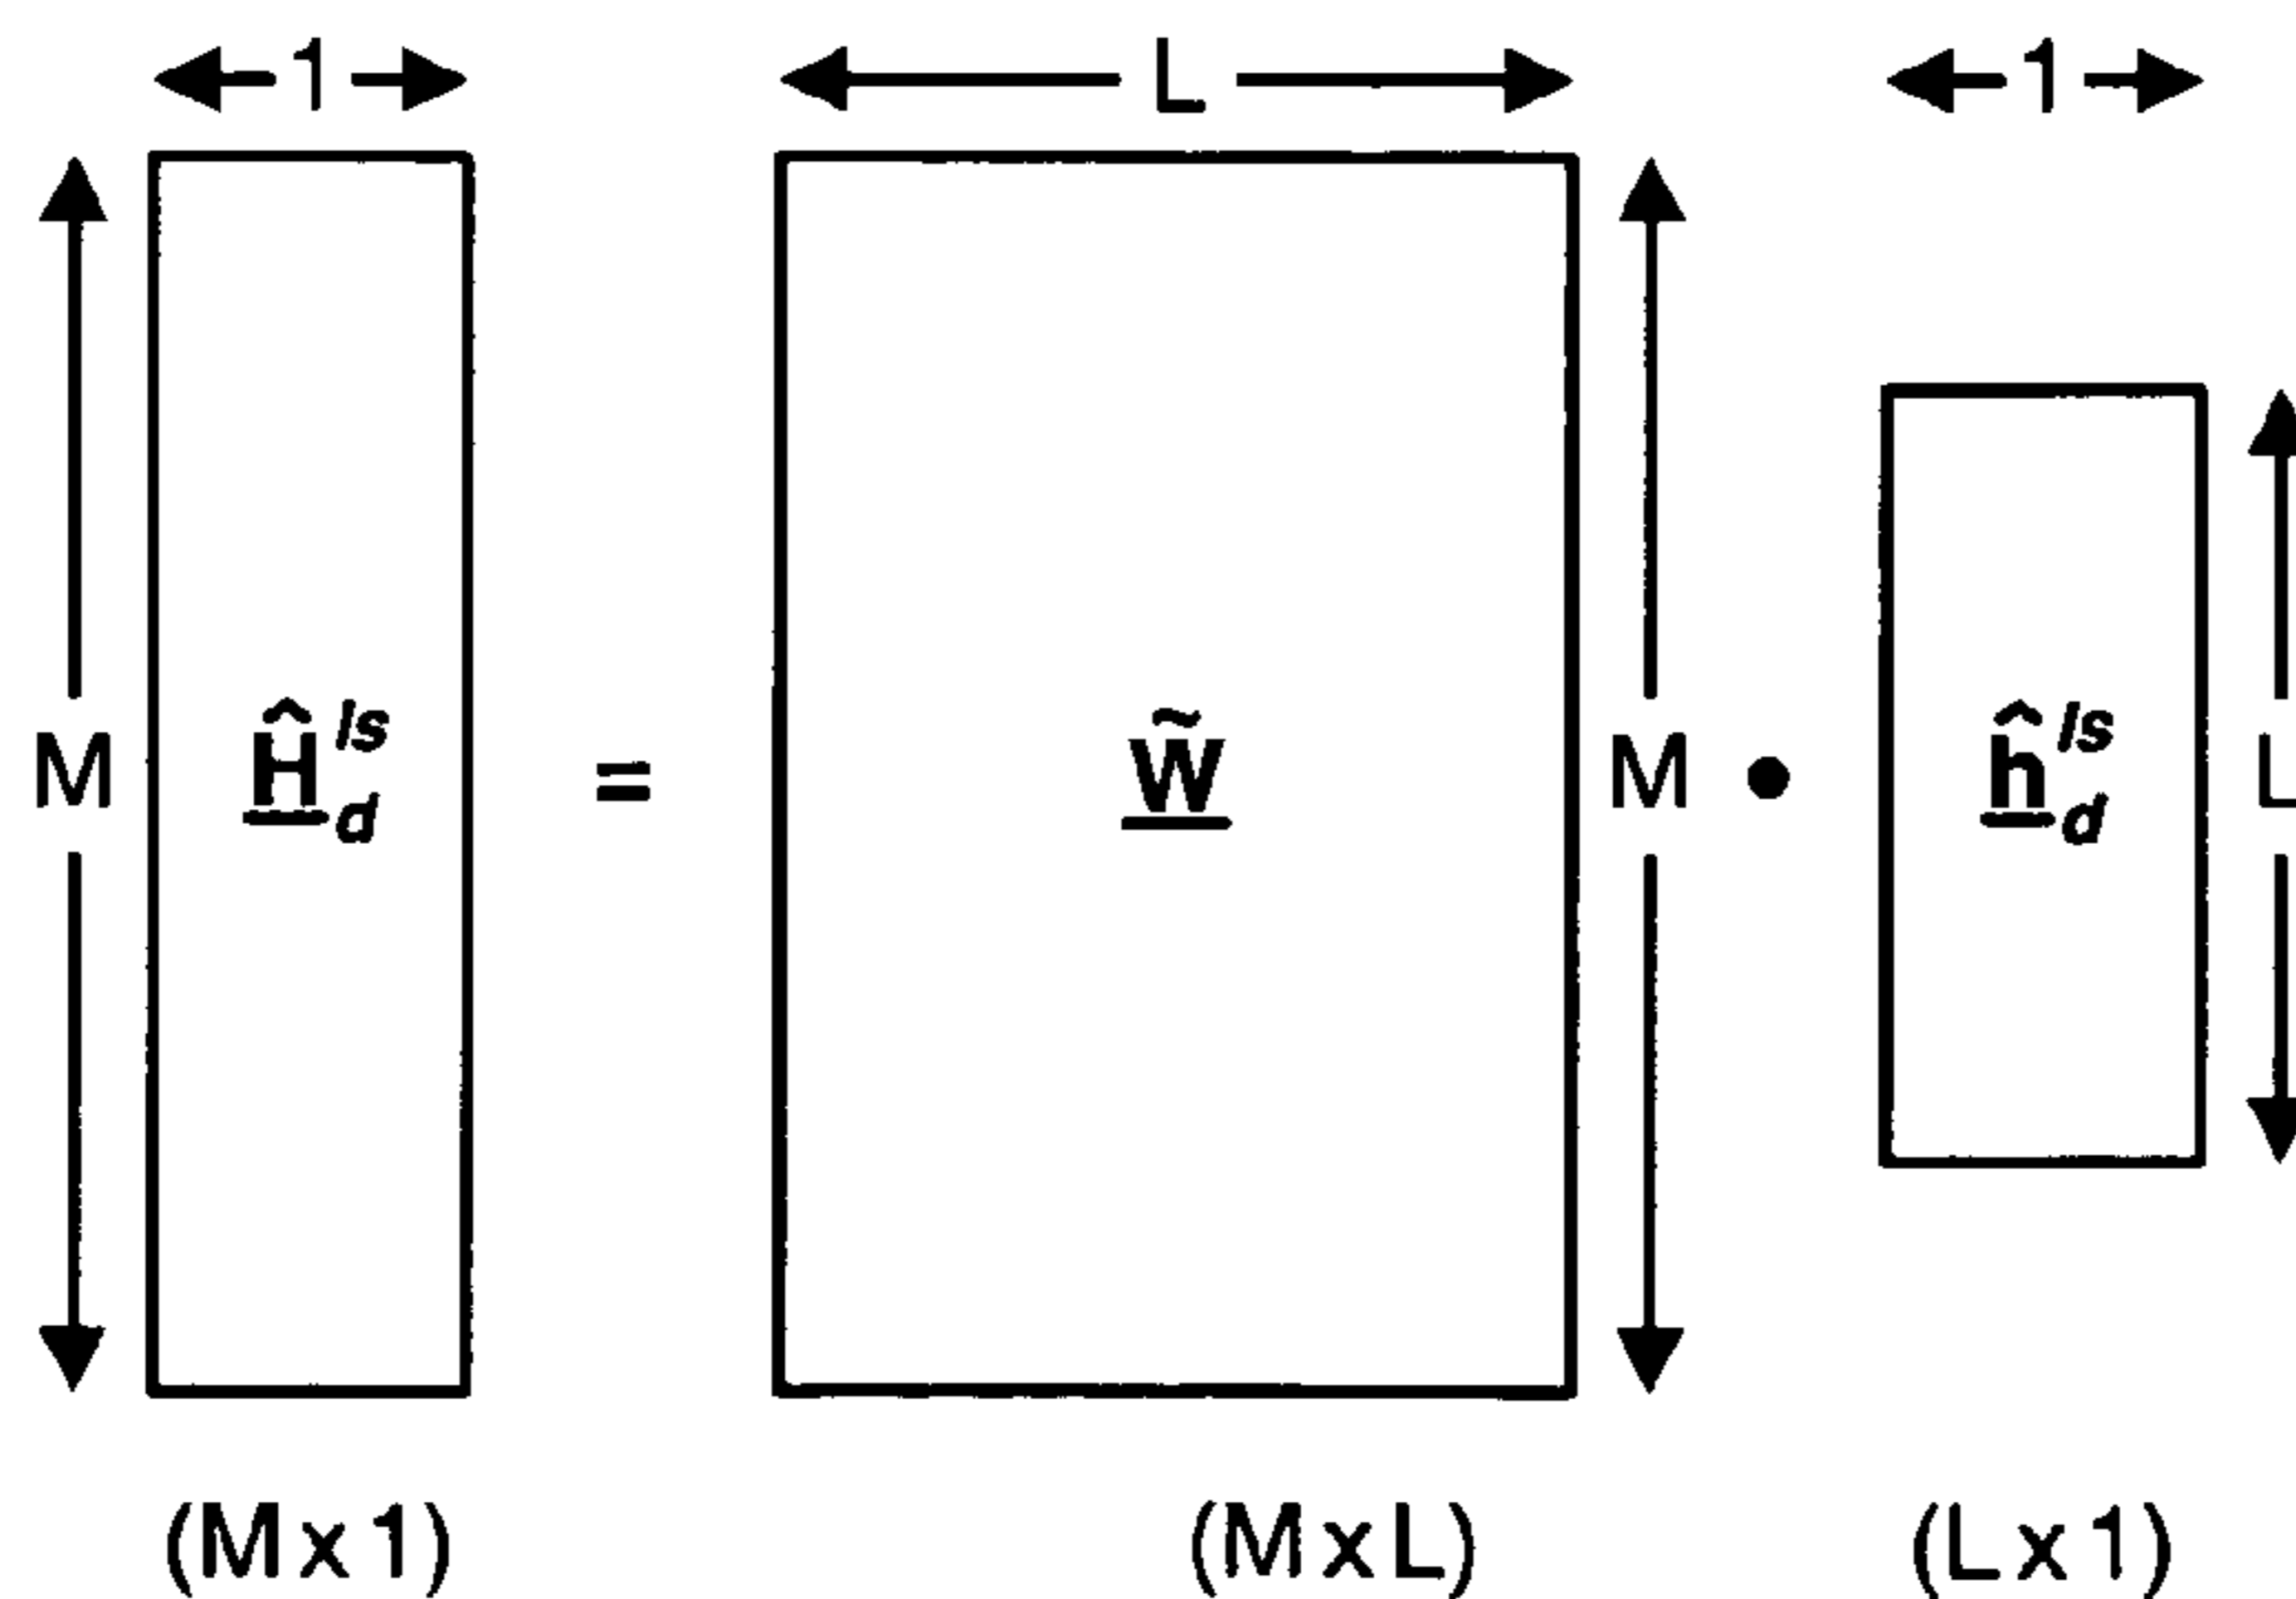 1 L 1
M Ĥ_d^ls = W̃ M • ĥ_d^ls L
(M x 1) (M x L) (L x 1)